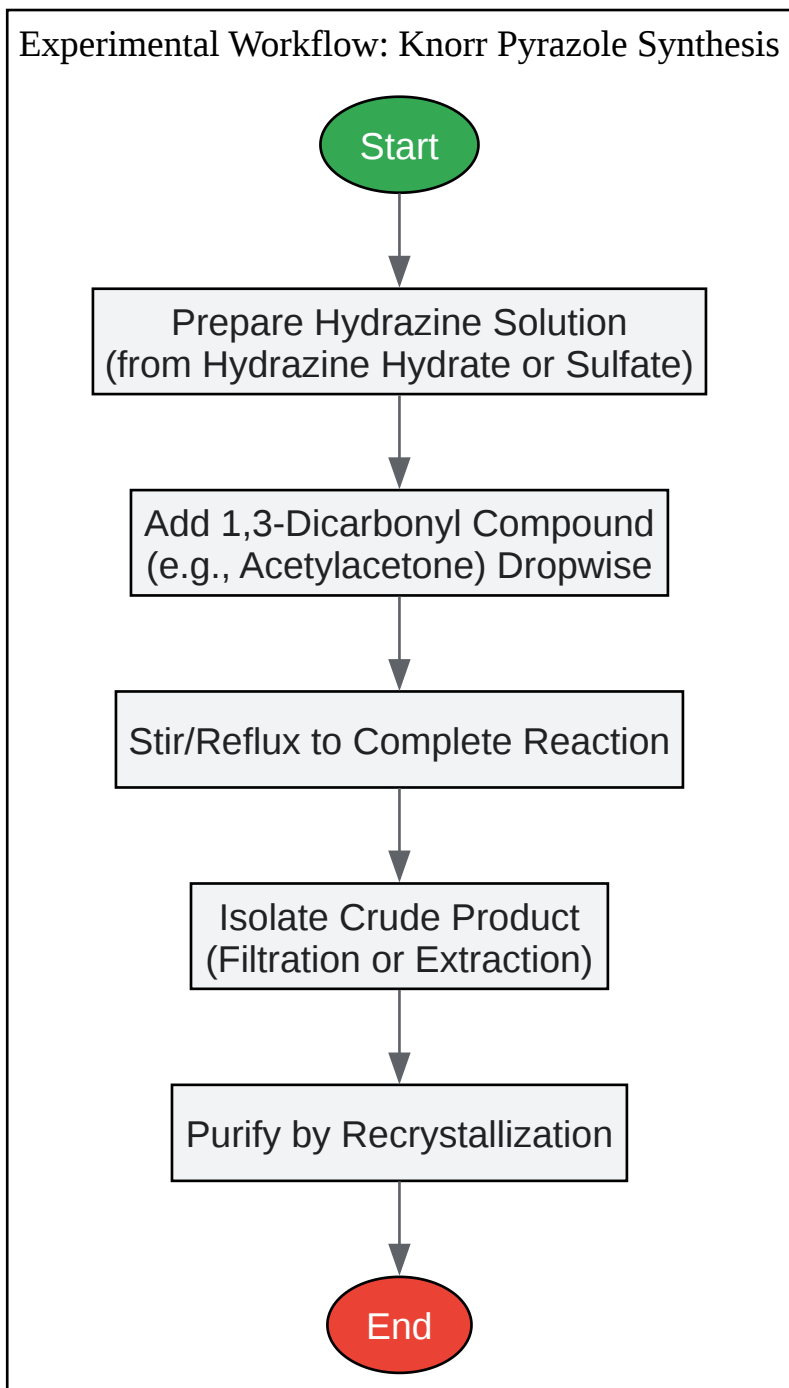 Experimental Workflow: Knorr Pyrazole Synthesis
Start
Prepare Hydrazine Solution
(from Hydrazine Hydrate or Sulfate)
Add 1,3-Dicarbonyl Compound
(e.g., Acetylacetone) Dropwise
Stir/Reflux to Complete Reaction
Isolate Crude Product
(Filtration or Extraction)
Purify by Recrystallization
End